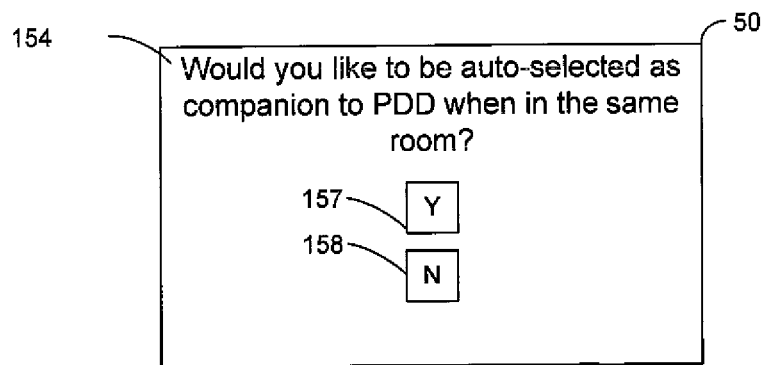 50
154
Would you like to be auto-selected as
companion to PDD when in the same
room?
157
Y
158
N